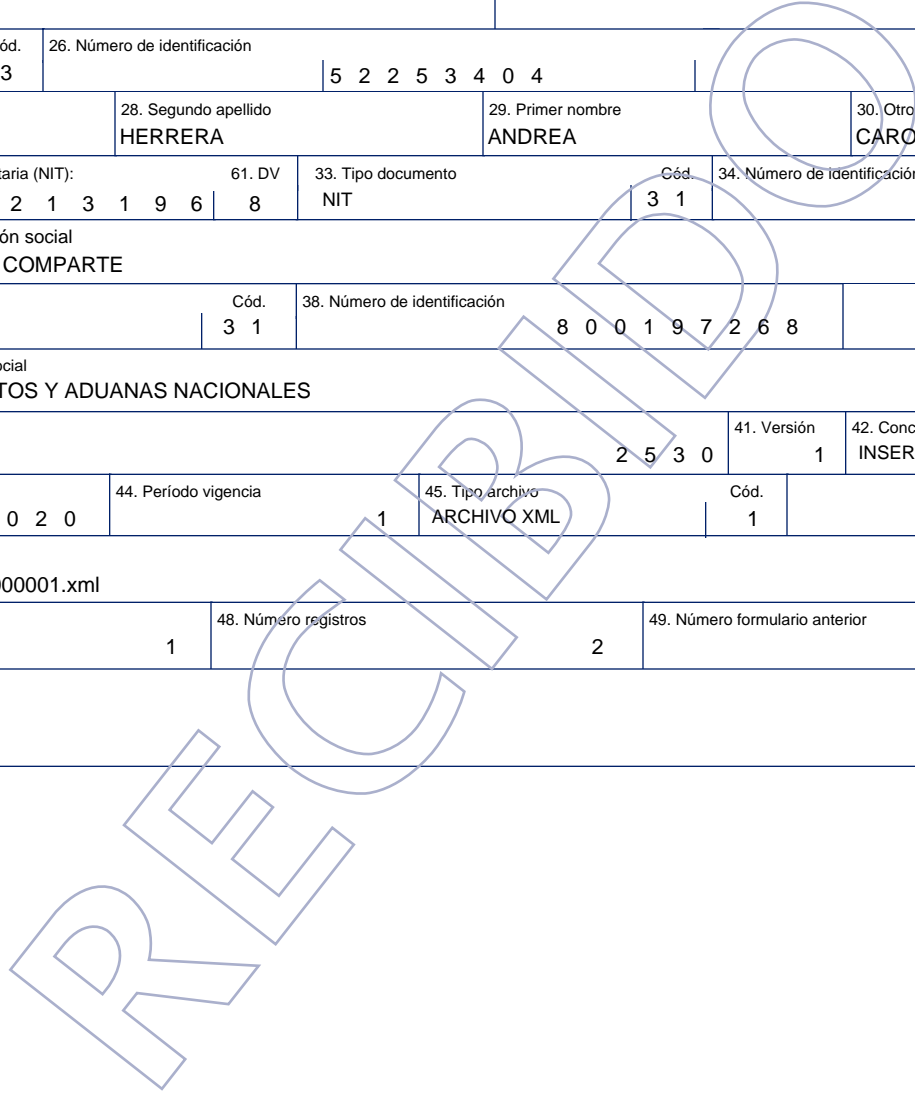 ód. 26. Número de identificación
3 5 2 2 5 3 4 0 4
28. Segundo apellido 29. Primer nombre 30. Otro
HERRERA ANDREA CARO
taria (NIT): 61. DV 33. Tipo documento Cód. 34. Número de identificación
2 1 3 1 9 6 8 NIT 3 1
ón social
COMPARTE
Cód. 38. Número de identificación
3 1 8 0 0 1 9 7 2 6 8
ocial
TOS Y ADUANAS NACIONALES
41. Versión 42. Conc
2 5 3 0 1 INSER
44. Período vigencia 45. Tipo archivo Cód.
0 2 0 1 ARCHIVO XML 1
000001.xml
48. Número registros 49. Número formulario anterior
1 2
RECIBIDO